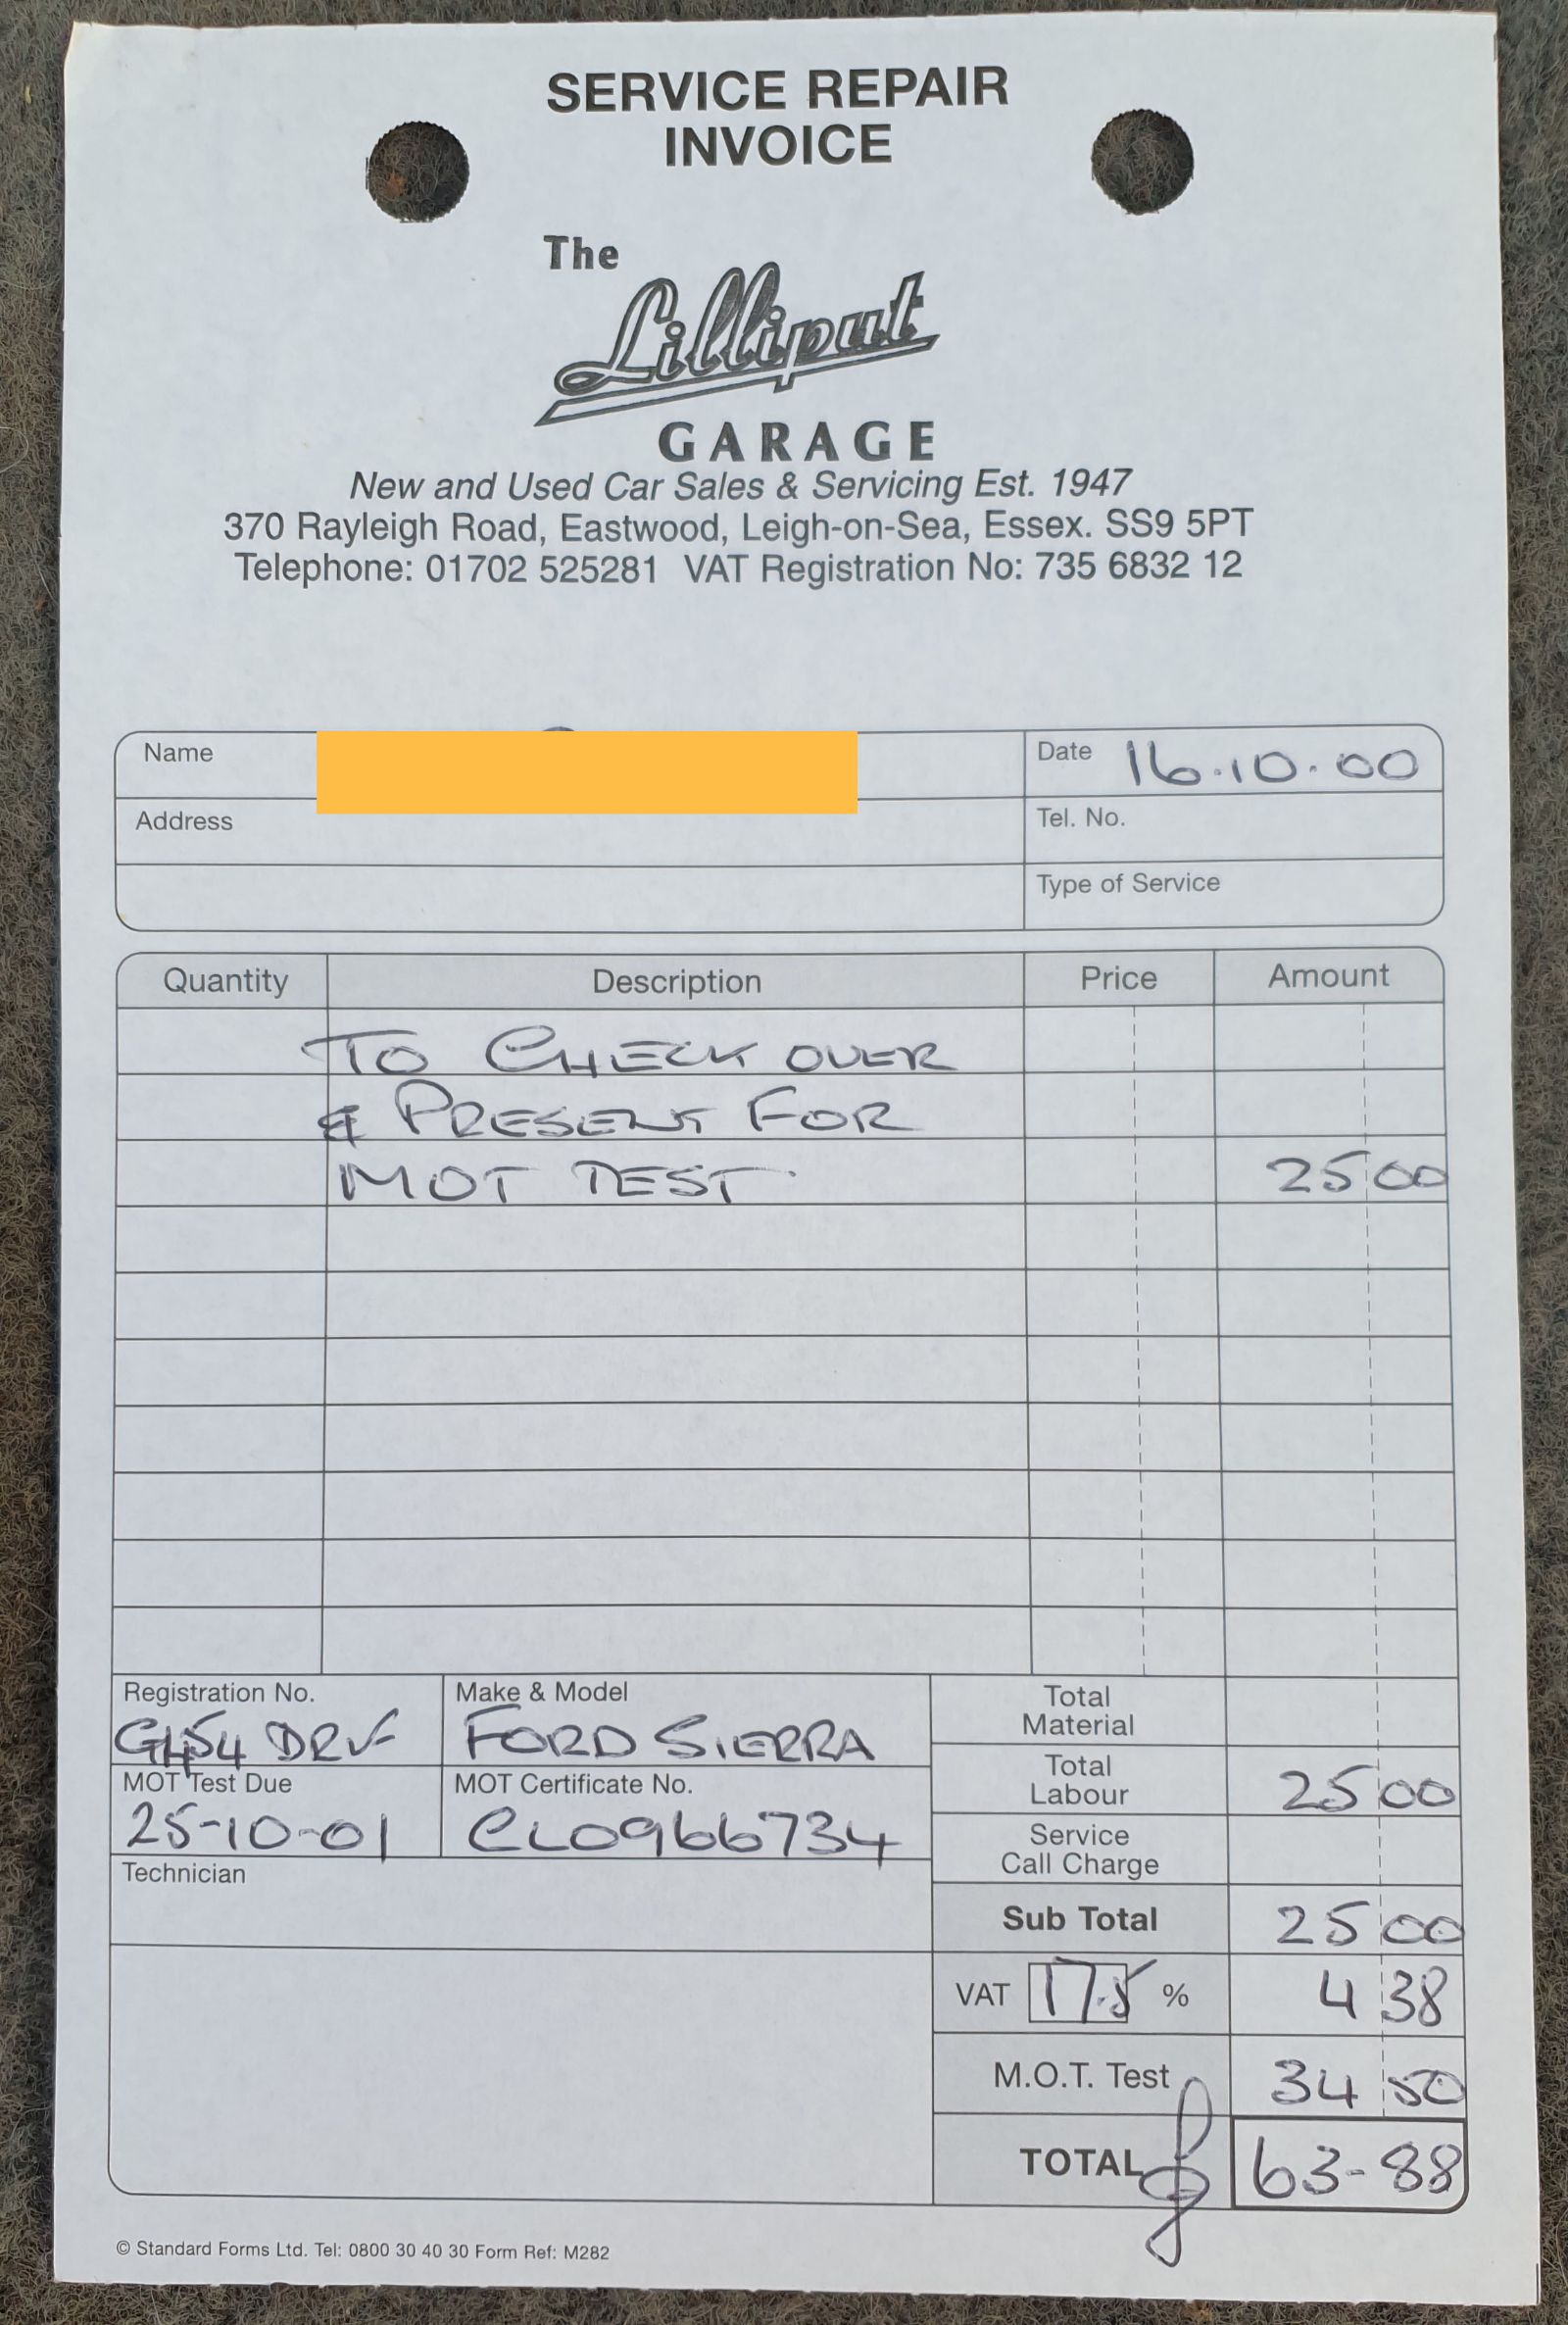 SERVICE REPAIR
INVOICE
The
Lilliput
GARAGE
New and Used Car Sales & Servicing Est. 1947
370 Rayleigh Road, Eastwood, Leigh-on-Sea, Essex. SS9 5PT
Telephone: 01702 525281 VAT Registration No: 735 6832 12
Name
Date 16.10.00
Address
Tel. No.
Type of Service
Quantity Description Price Amount
TO CHECK OVER
& PRESENT FOR
MOT TEST 25 00
Registration No. Make & Model Total Material
G454 DRV FORD SIERRA
MOT Test Due MOT Certificate No. Total Labour 25 00
25-10-01 CL0966734
Technician Service Call Charge
Sub Total 25 00
VAT 17.5 % 4 38
M.O.T. Test 34 50
TOTAL 63-88
© Standard Forms Ltd. Tel: 0800 30 40 30 Form Ref: M282